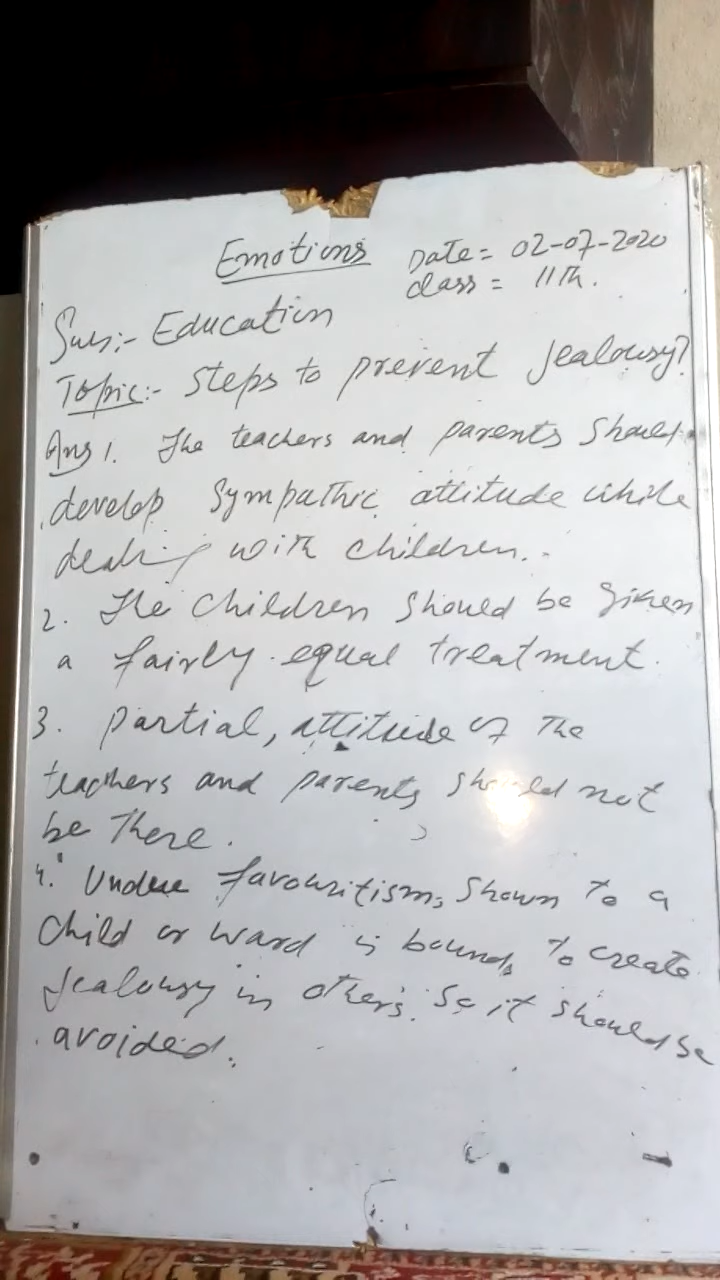 Emotions Date = 02-07-2020
class = 11th.
Sub:- Education
Topic:- Steps to prevent Jealousy?
Ans 1. The teachers and parents should
develop Sympathic attitude while
dealing with children.
2. The children should be given
a fairly equal treatment.
3. Partial, attitude of the
teachers and parents should not
be there.
4. Undue favouritism, shown to a
child or ward is bound to create
Jealousy in others. So it should be
avoided.